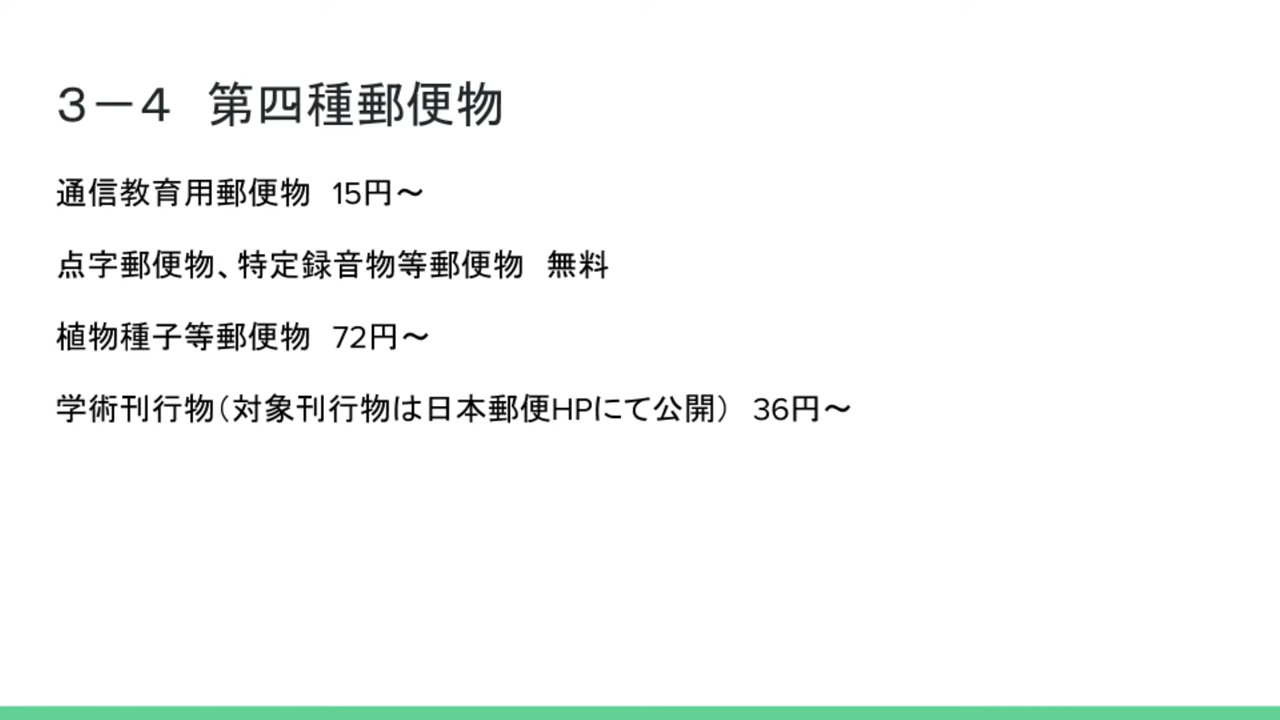 ３－４　第四種郵便物
通信教育用郵便物　15円～
点字郵便物、特定録音物等郵便物　無料
植物種子等郵便物　72円～
学術刊行物（対象刊行物は日本郵便HPにて公開）　36円～